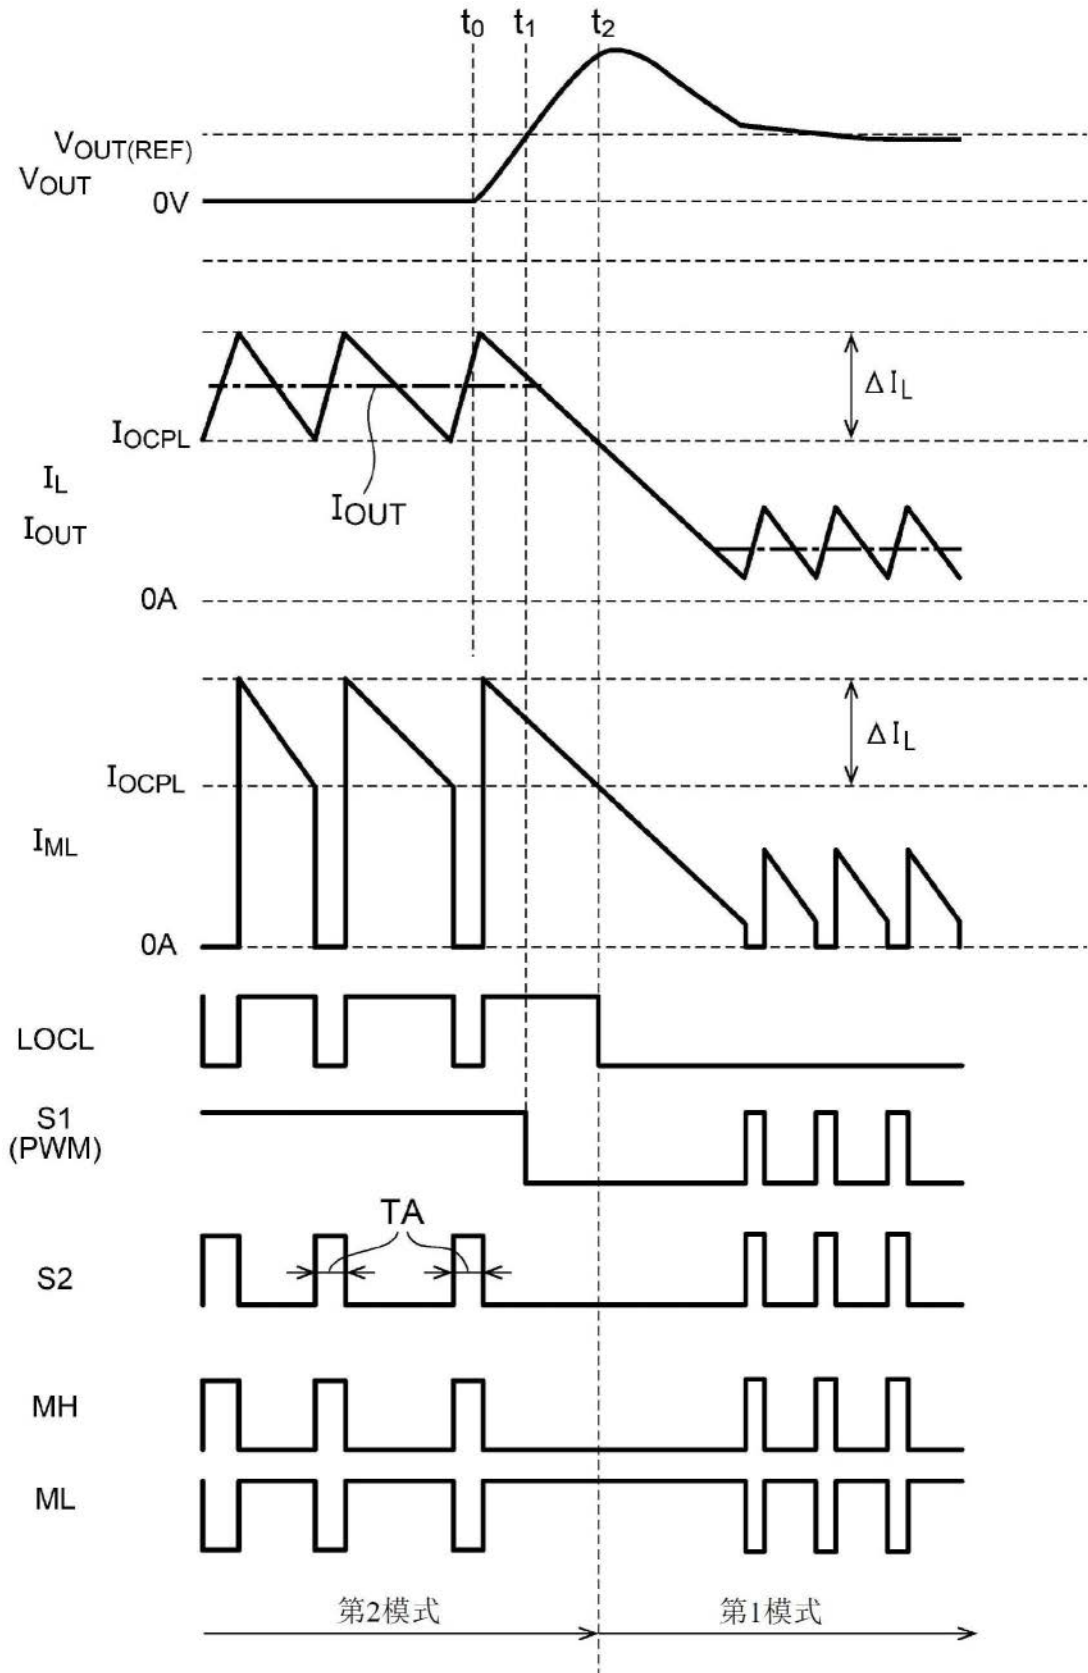 t0 t1 t2
VOUT(REF)
VOUT
0V
ΔIL
IOCPL
IL
IOUT
IOUT
0A
ΔIL
IOCPL
IML
0A
LOCL
S1
(PWM)
TA
S2
MH
ML
第2模式 第1模式